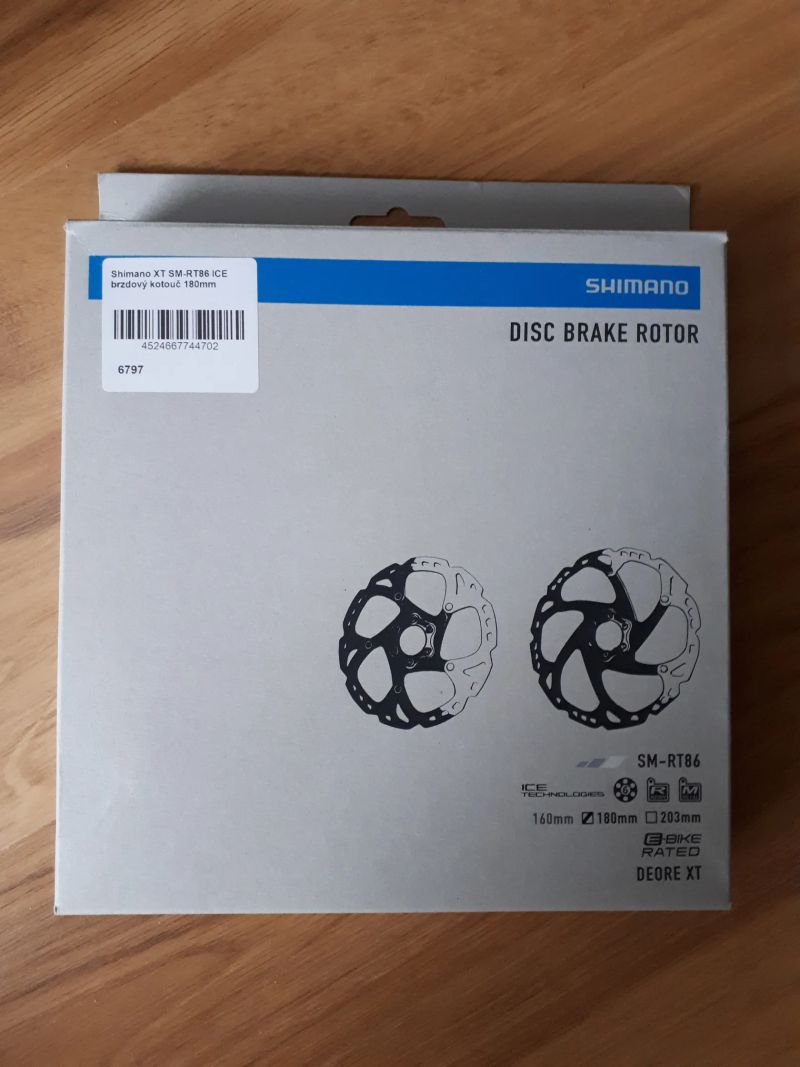 Shimano XT SM-RT86 ICE
brzdový kotouč 180mm
4524667744702
6797
SHIMANO
DISC BRAKE ROTOR
SM-RT86
ICE
TECHNOLOGIES
6
R
M
160mm 180mm 203mm
E-BIKE
RATED
DEORE XT